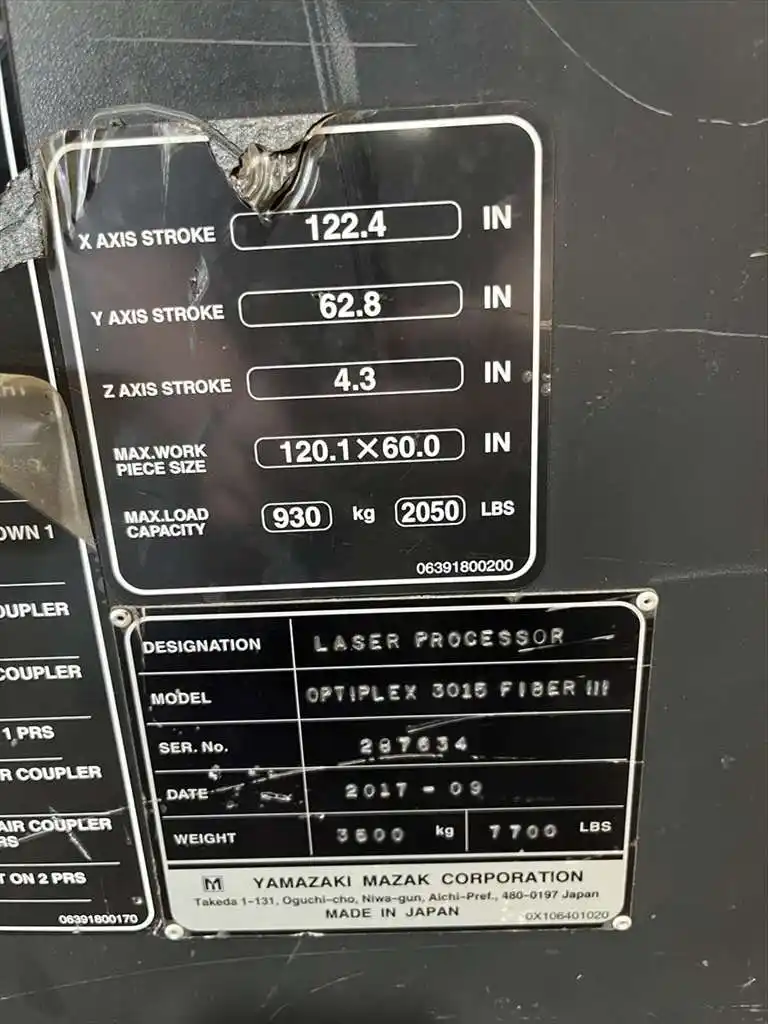 X AXIS STROKE 122.4 IN
Y AXIS STROKE 62.8 IN
Z AXIS STROKE 4.3 IN
MAX.WORK
PIECE SIZE 120.1×60.0 IN
MAX.LOAD
CAPACITY 930 kg 2050 LBS
06391800200
OWN 1
OUPLER
COUPLER
1 PRS
R COUPLER
AIR COUPLER
RS
T ON 2 PRS
06391800170
DESIGNATION LASER PROCESSOR
MODEL OPTIPLEX 3015 FIBER III
SER. No. 287634
DATE 2017-09
WEIGHT 3500 kg 7700 LBS
M YAMAZAKI MAZAK CORPORATION
Takeda 1-131, Oguchi-cho, Niwa-gun, Aichi-Pref., 480-0197 Japan
MADE IN JAPAN 0X106401020